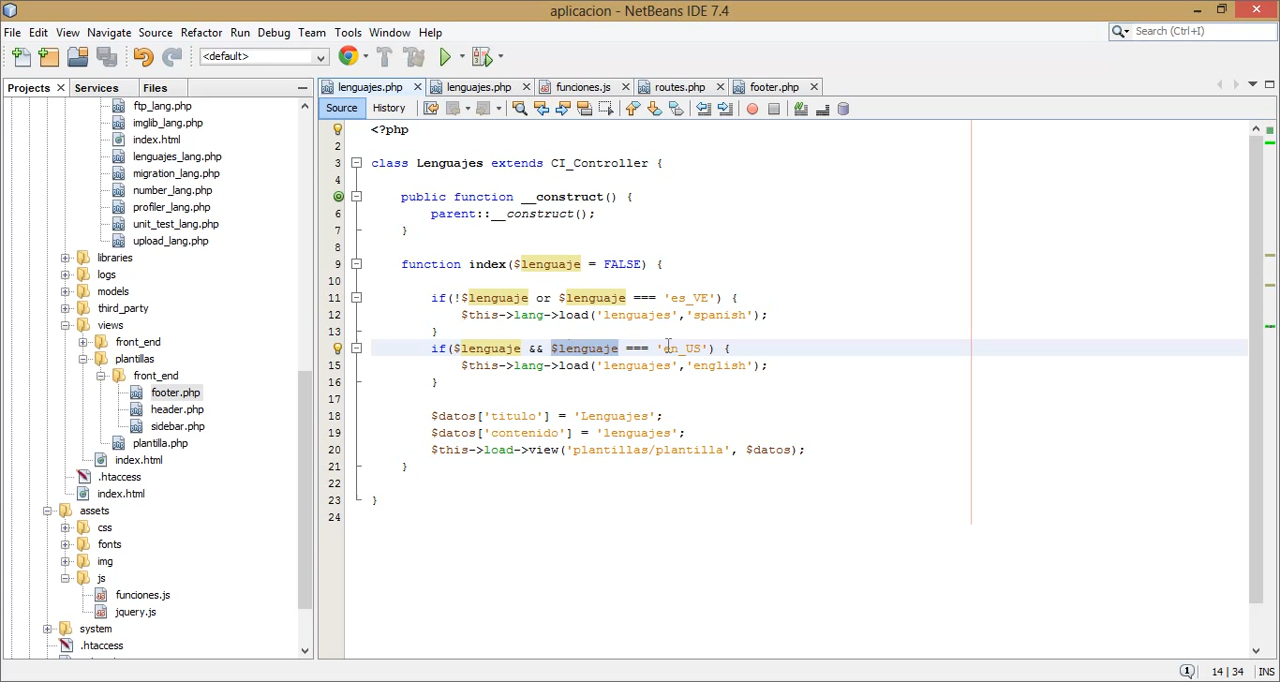 aplicacion - NetBeans IDE 7.4
File Edit View Navigate Source Refactor Run Debug Team Tools Window Help
Search (Ctrl+I)
<default>
Projects Services Files
lenguajes.php lenguajes.php funciones.js routes.php footer.php
Source History
ftp_lang.php
imglib_lang.php
index.html
lenguajes_lang.php
migration_lang.php
number_lang.php
profiler_lang.php
unit_test_lang.php
upload_lang.php
libraries
logs
models
third_party
views
front_end
plantillas
front_end
footer.php
header.php
sidebar.php
plantilla.php
index.html
.htaccess
index.html
assets
css
fonts
img
js
funciones.js
jquery.js
system
.htaccess
<?php
2
3 class Lenguajes extends CI_Controller {
4
public function __construct() {
6 parent::__construct();
7 }
8
9 function index($lenguaje = FALSE) {
10
11 if(!$lenguaje or $lenguaje === 'es_VE') {
12 $this->lang->load('lenguajes','spanish');
13 }
if($lenguaje && $lenguaje === 'en_US') {
15 $this->lang->load('lenguajes','english');
16 }
17
18 $datos['titulo'] = 'Lenguajes';
19 $datos['contenido'] = 'lenguajes';
20 $this->load->view('plantillas/plantilla', $datos);
21 }
22
23 }
24
14 | 34 INS